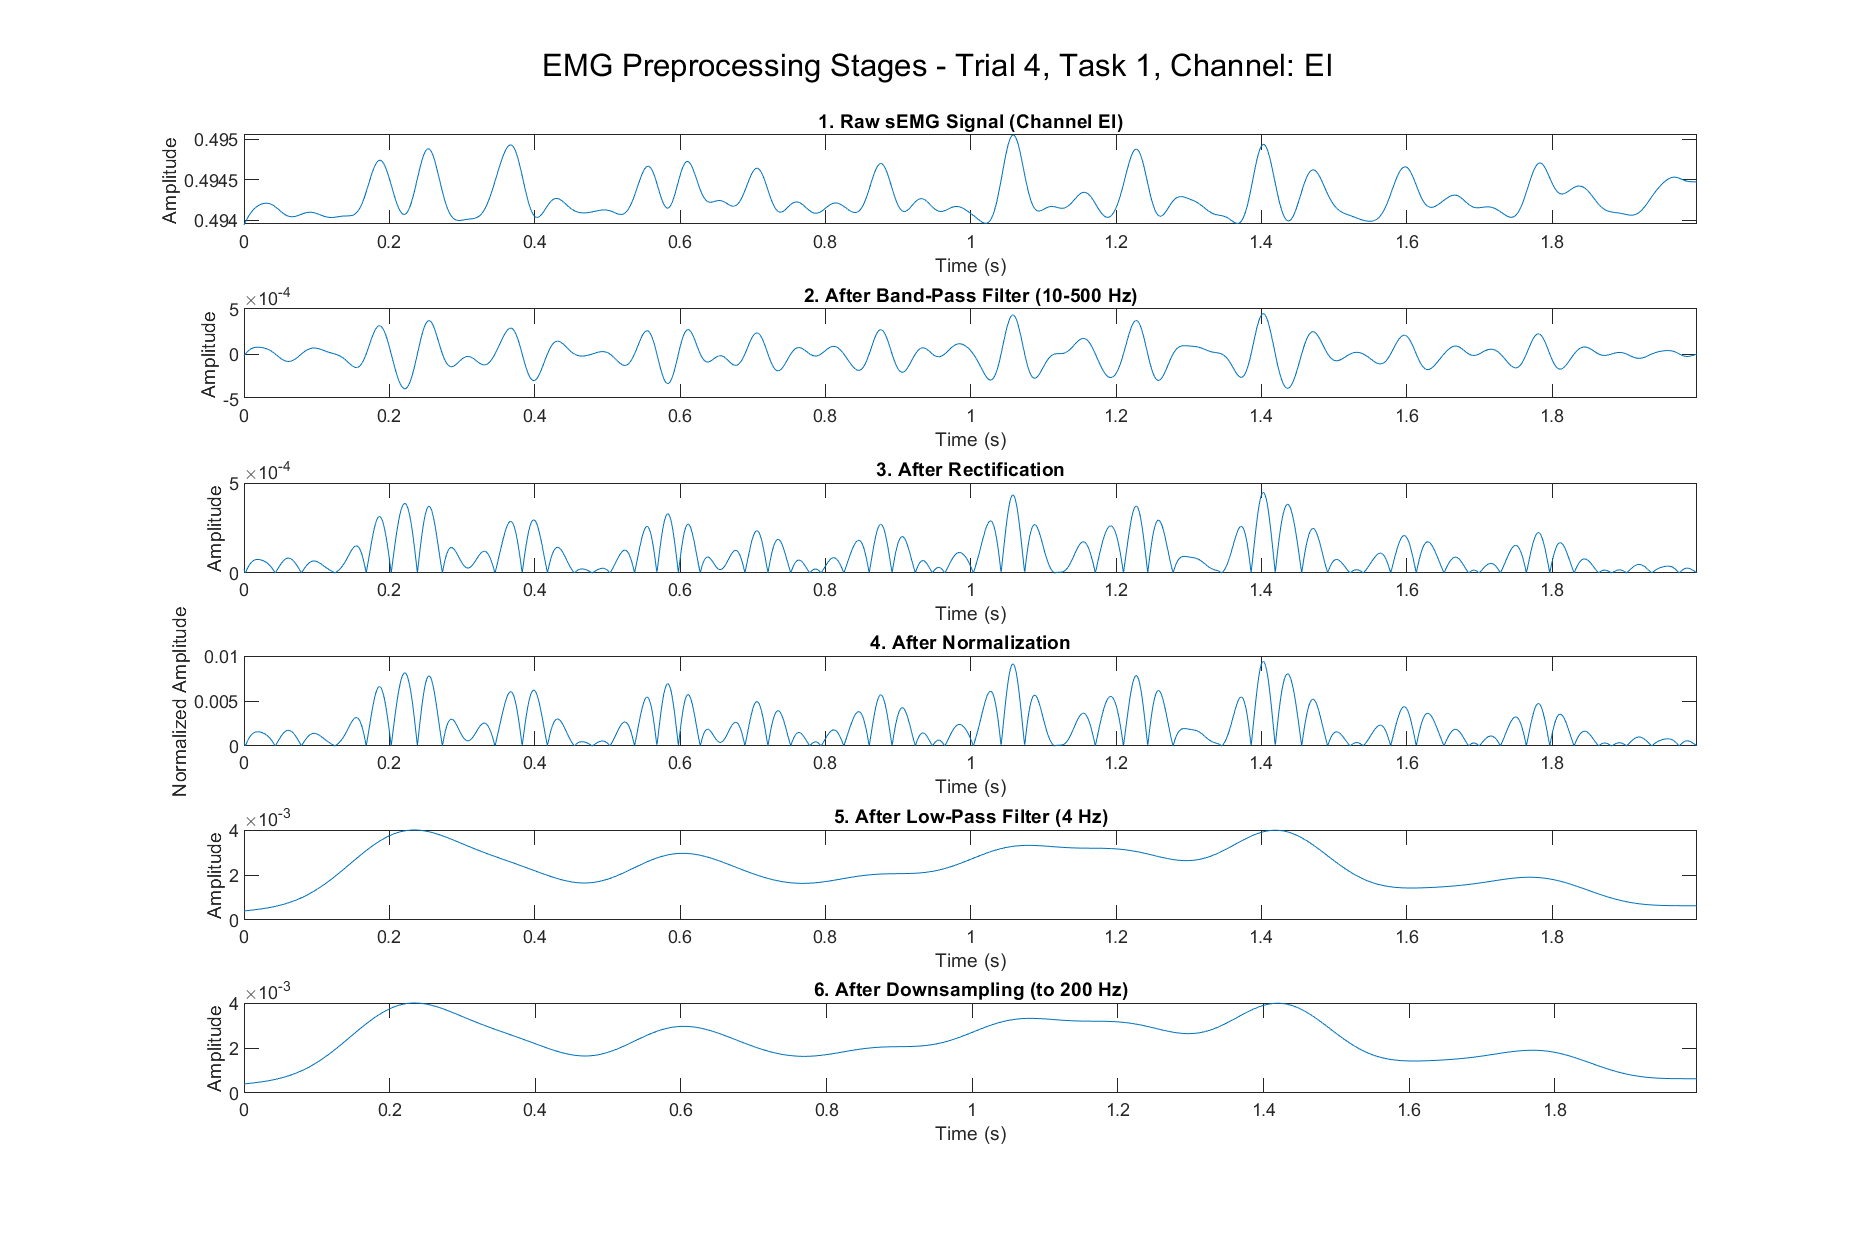 EMG Preprocessing Stages - Trial 4, Task 1, Channel: EI
1. Raw sEMG Signal (Channel EI)
Amplitude
0.495
0.4945
0.494
0 0.2 0.4 0.6 0.8 1 1.2 1.4 1.6 1.8
Time (s)
2. After Band-Pass Filter (10-500 Hz)
×10-4
Amplitude
5
0
-5
0 0.2 0.4 0.6 0.8 1 1.2 1.4 1.6 1.8
Time (s)
3. After Rectification
×10-4
Amplitude
5
0
0 0.2 0.4 0.6 0.8 1 1.2 1.4 1.6 1.8
Time (s)
4. After Normalization
Normalized Amplitude
0.01
0.005
0
0 0.2 0.4 0.6 0.8 1 1.2 1.4 1.6 1.8
Time (s)
5. After Low-Pass Filter (4 Hz)
×10-3
Amplitude
4
2
0
0 0.2 0.4 0.6 0.8 1 1.2 1.4 1.6 1.8
Time (s)
6. After Downsampling (to 200 Hz)
×10-3
Amplitude
4
2
0
0 0.2 0.4 0.6 0.8 1 1.2 1.4 1.6 1.8
Time (s)